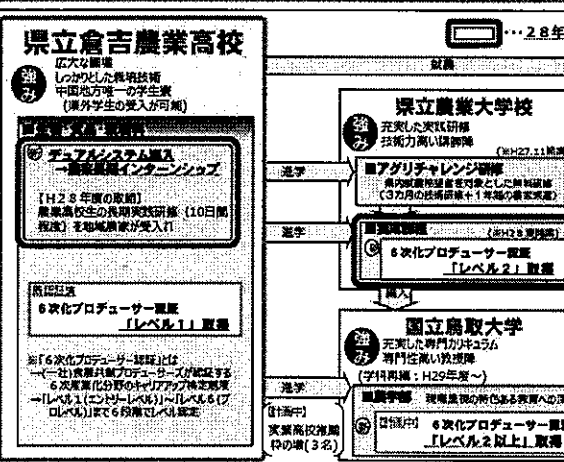 …28年
県立倉吉農業高校
強み
広大な圃場
しっかりとした栽培技術
中国地方唯一の学生寮
(県外学生の受入が可能)
デュアルシステム導入
→農業長期インターンシップ
【H28年度の取組】
農業高校生の長期実践研修(10日間
程度)を地域農家が受入れ
6次化プロデューサー認証
「レベル1」取得
※「6次化プロデューサー認証」とは
→(一社)食農共創プロデューサーズが認証する
6次産業化分野のキャリアアップ検定制度
→「レベル1(エントリーレベル)」~「レベル6(プ
ロレベル)」まで6段階でレベル認定
就農
進学
進学
進学
【計画中】
実業高校推薦
枠の増(3名)
県立農業大学校
強み
充実した実践研修
技術力高い講師陣
■アグリチャレンジ研修
県内就農希望者を対象とした無料研修
(3カ月の技術研修+1年間の農家派遣)
6次化プロデューサー認証
「レベル2」取得
編入
国立鳥取大学
強み
充実した専門カリキュラム
専門性高い教授陣
(学科再編:H29年度~)
■農学部
【計画中】
6次化プロデューサー
「レベル2以上」取得